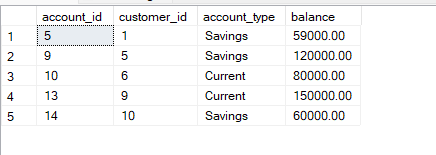 account_id customer_id account_type balance
1 5 1 Savings 59000.00
2 9 5 Savings 120000.00
3 10 6 Current 80000.00
4 13 9 Current 150000.00
5 14 10 Savings 60000.00